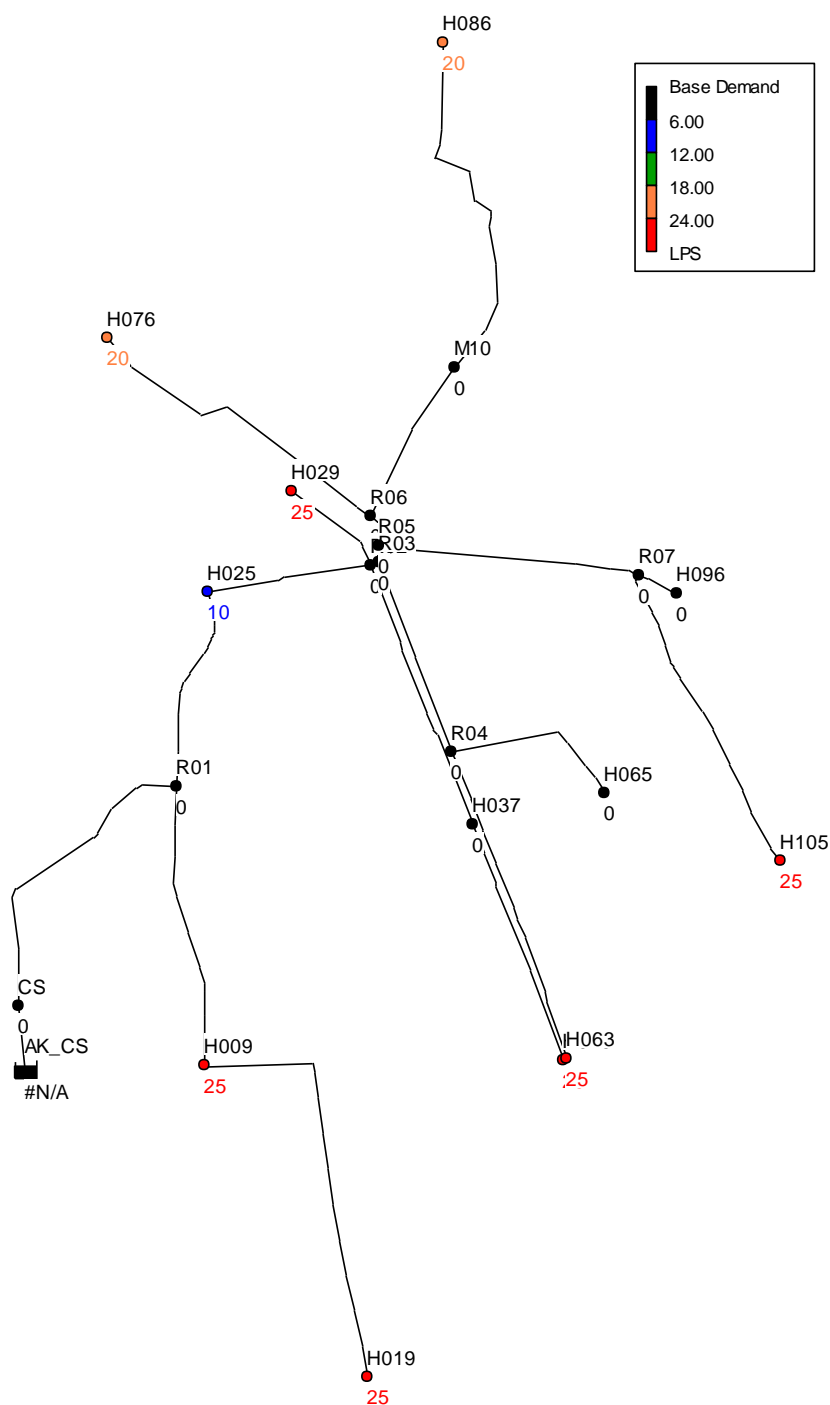 H086
20
Base Demand
6.00
12.00
18.00
24.00
LPS
H076
20
M10
0
H029
25
R06
R05
R03
0
0
H025
10
R07
0
H096
0
R04
0
H065
0
R01
0
H037
0
H105
25
CS
0
AK_CS
#N/A
H009
25
H063
25
H019
25